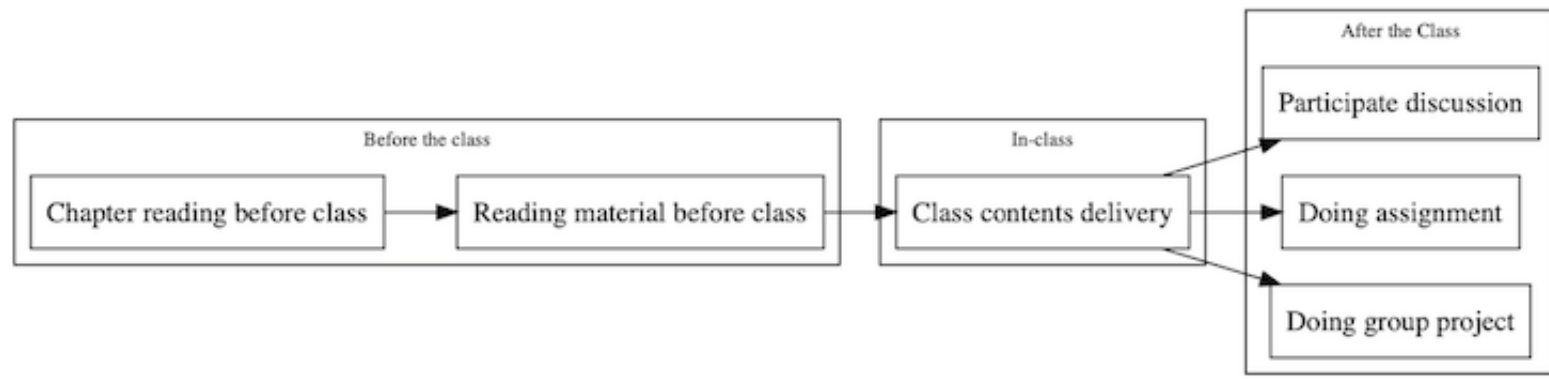 Before the class
Chapter reading before class
Reading material before class
In-class
Class contents delivery
After the Class
Participate discussion
Doing assignment
Doing group project